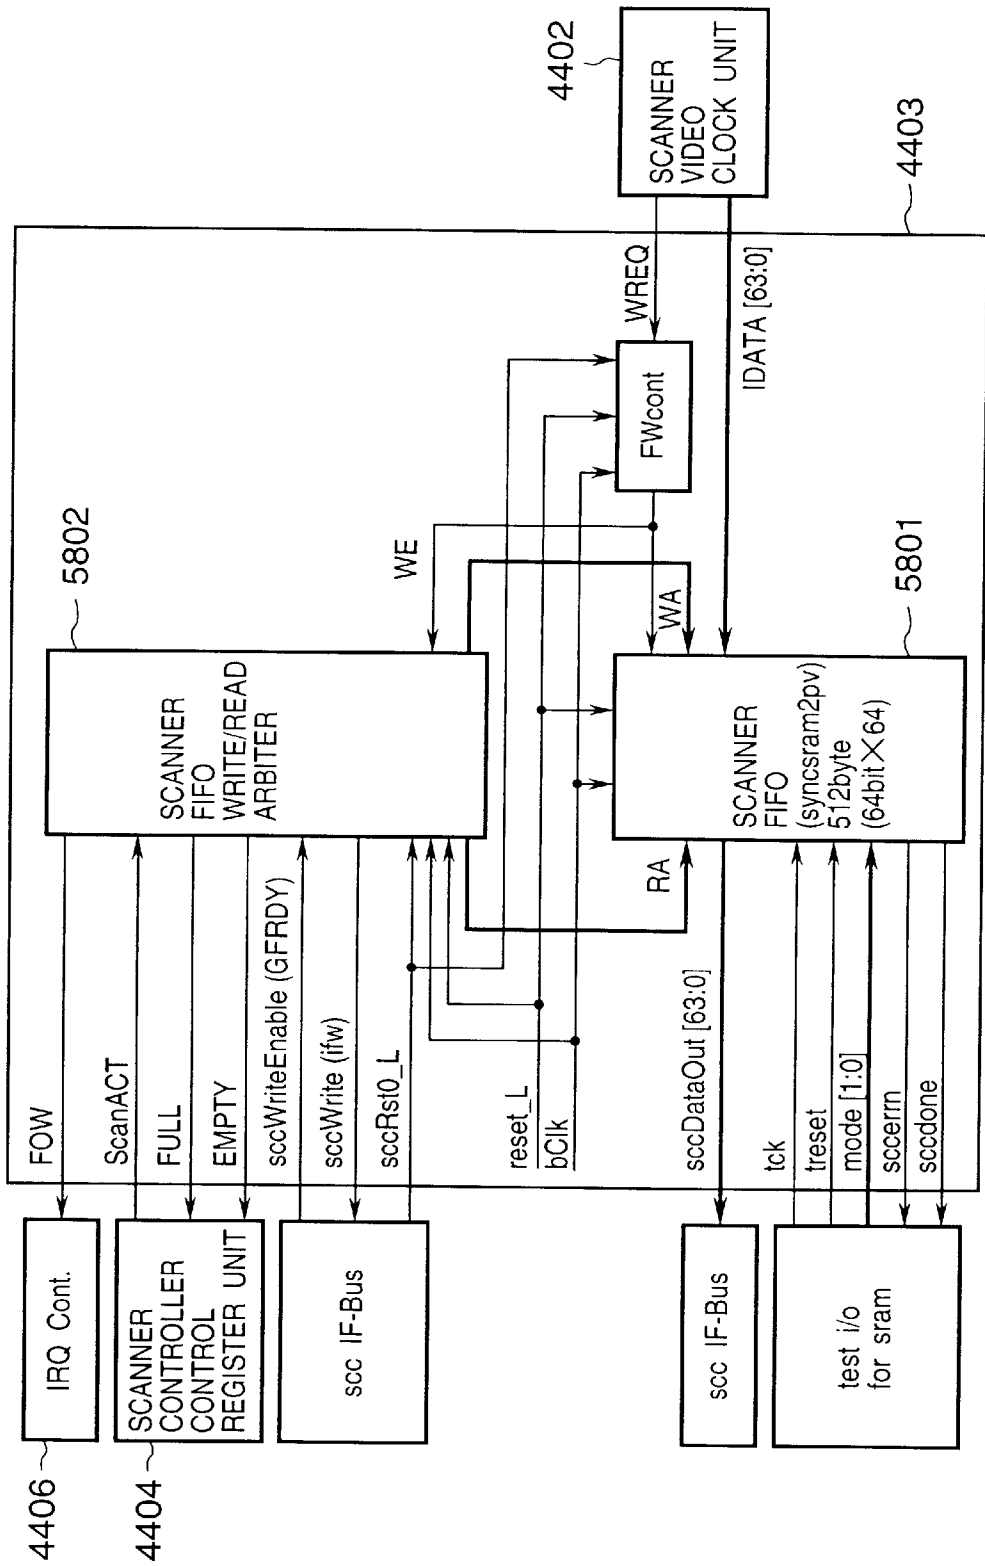 4406
IRQ Cont.
FOW
4404
SCANNER
CONTROLLER
CONTROL
REGISTER UNIT
ScanACT
FULL
EMPTY
scc IF-Bus
sccWriteEnable (GFRDY)
sccWrite (ifw)
sccRst0_L
reset_L
bClk
5802
SCANNER
FIFO
WRITE/READ
ARBITER
WE
WA
RA
FWcont
WREQ
IDATA [63:0]
4402
SCANNER
VIDEO
CLOCK UNIT
4403
scc IF-Bus
sccDataOut [63:0]
5801
SCANNER
FIFO
(syncsram2pv)
512byte
(64bit×64)
test i/o
for sram
tck
treset
mode [1:0]
sccerrn
sccdone